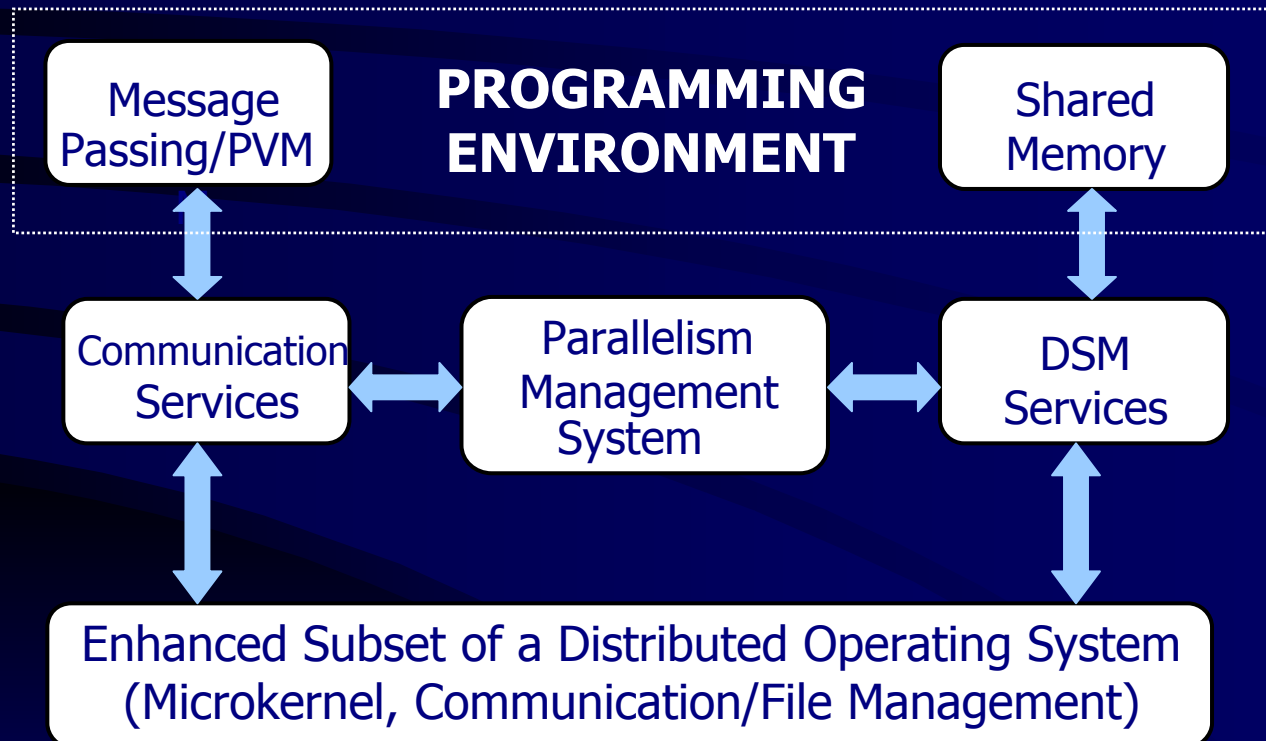 Message
Passing/PVM
PROGRAMMING
ENVIRONMENT
Shared
Memory
Communication
Services
Parallelism
Management
System
DSM
Services
Enhanced Subset of a Distributed Operating System
(Microkernel, Communication/File Management)